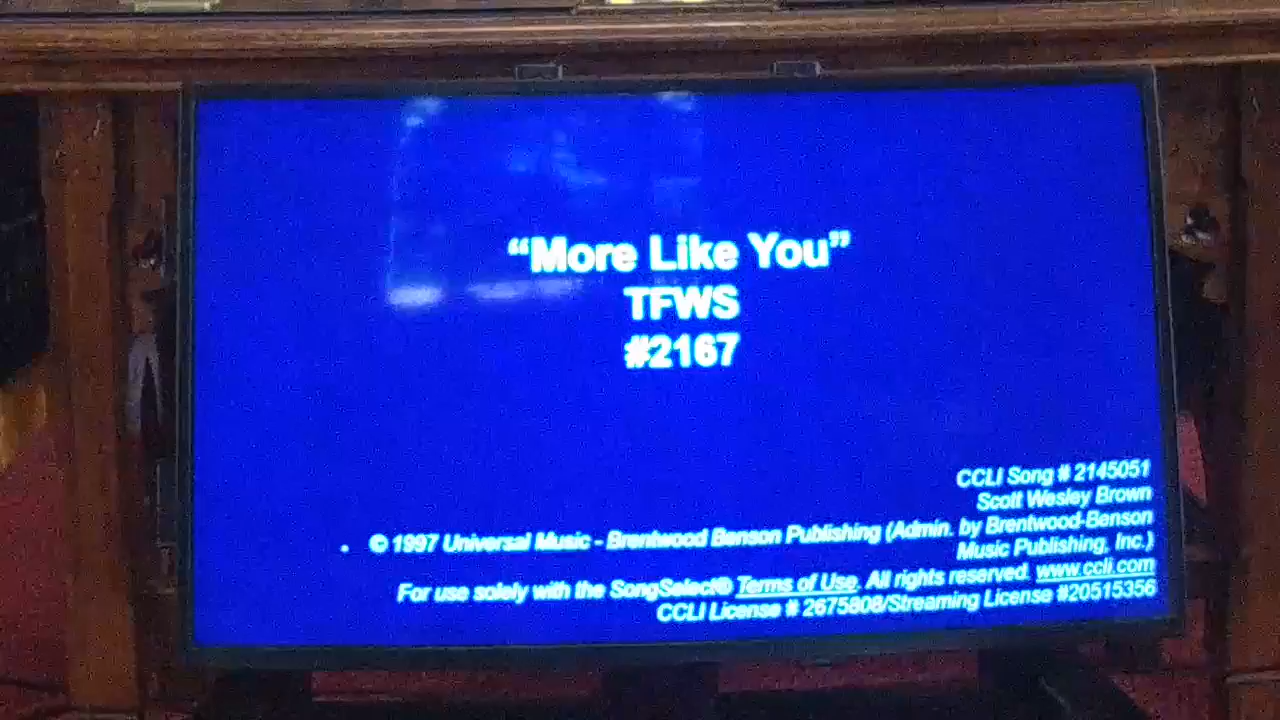 “More Like You”
TFWS
#2167
CCLI Song # 2145051
Scott Wesley Brown
• © 1997 Universal Music - Brentwood Benson Publishing (Admin. by Brentwood-Benson
Music Publishing, Inc.)
For use solely with the SongSelect® Terms of Use. All rights reserved. www.ccli.com
CCLI License # 2675808/Streaming License #20515356